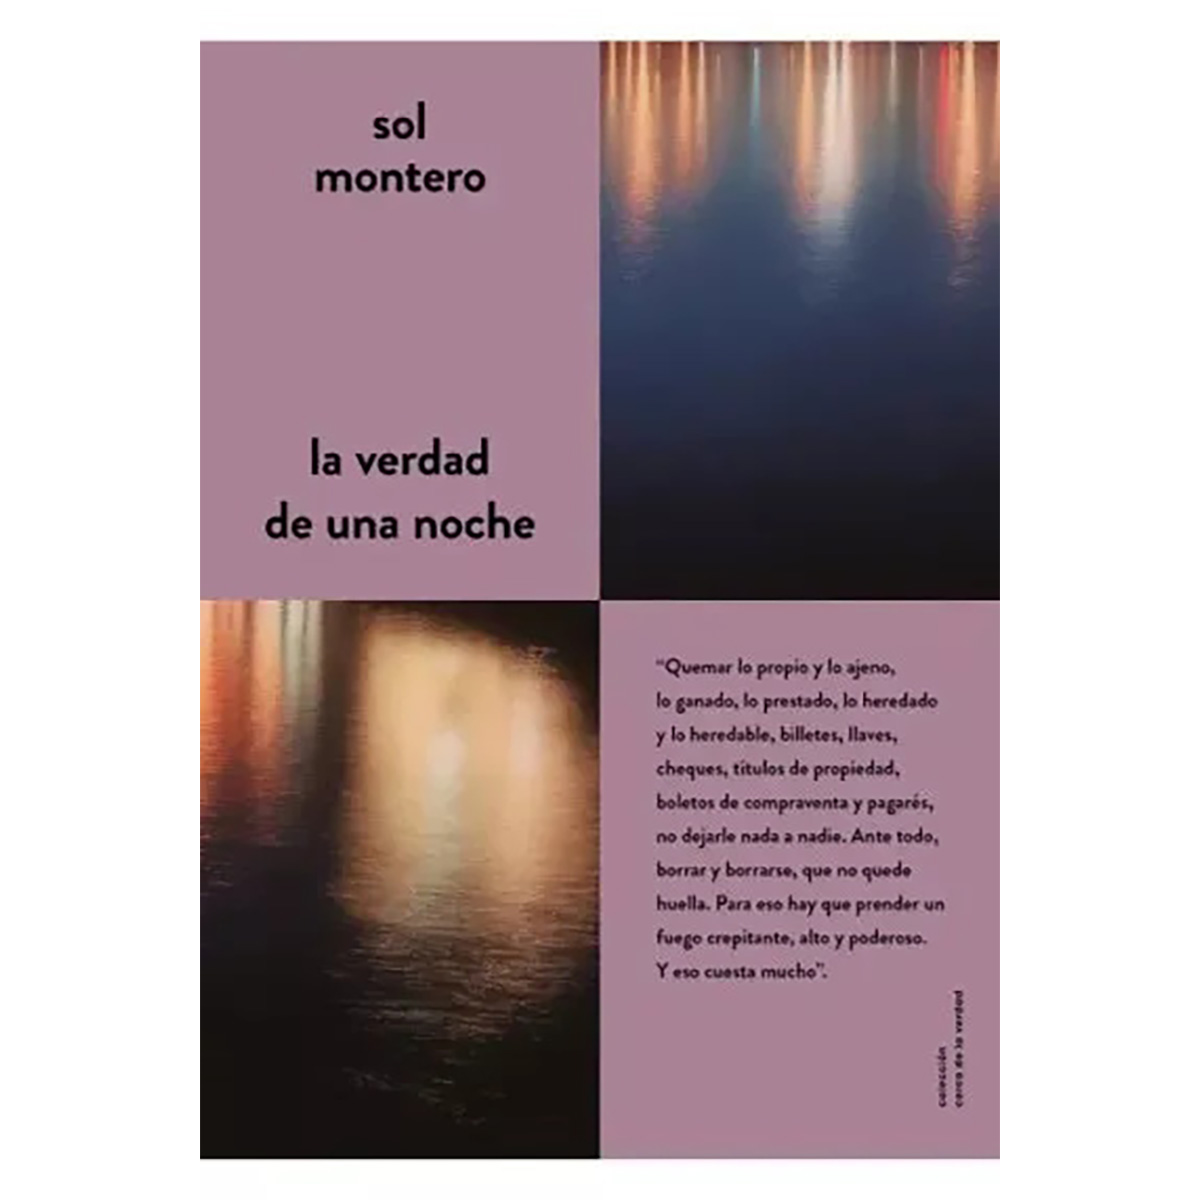 sol
montero
la verdad
de una noche
“Quemar lo propio y lo ajeno,
lo ganado, lo prestado, lo heredado
y lo heredable, billetes, llaves,
cheques, títulos de propiedad,
boletos de compraventa y pagarés,
no dejarle nada a nadie. Ante todo,
borrar y borrarse, que no quede
huella. Para eso hay que prender un
fuego crepitante, alto y poderoso.
Y eso cuesta mucho”.
colección
cerca de la verdad